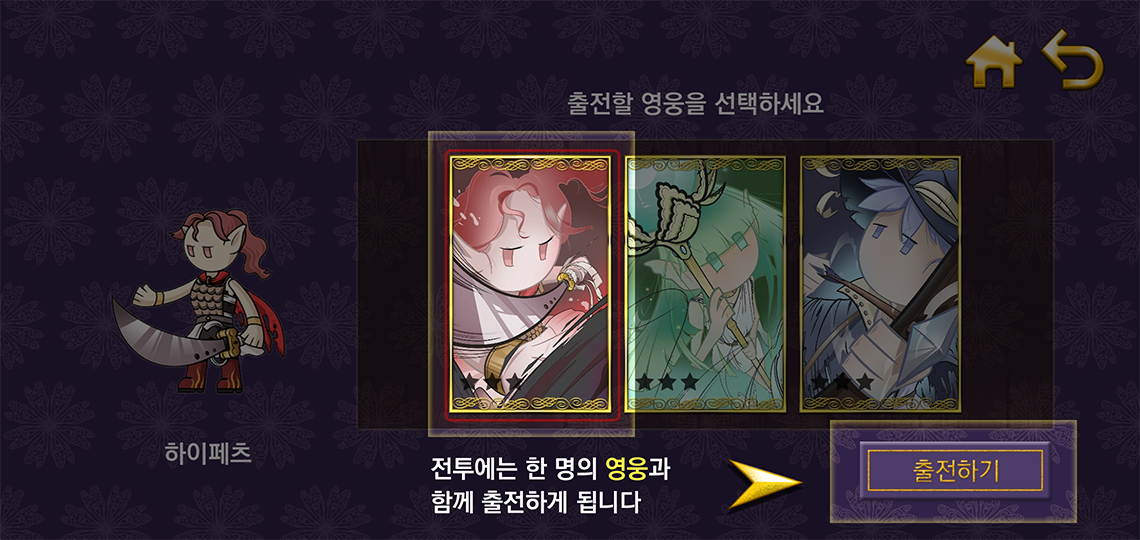 출전할 영웅을 선택하세요
하이페츠
전투에는 한 명의 영웅과
함께 출전하게 됩니다
출전하기